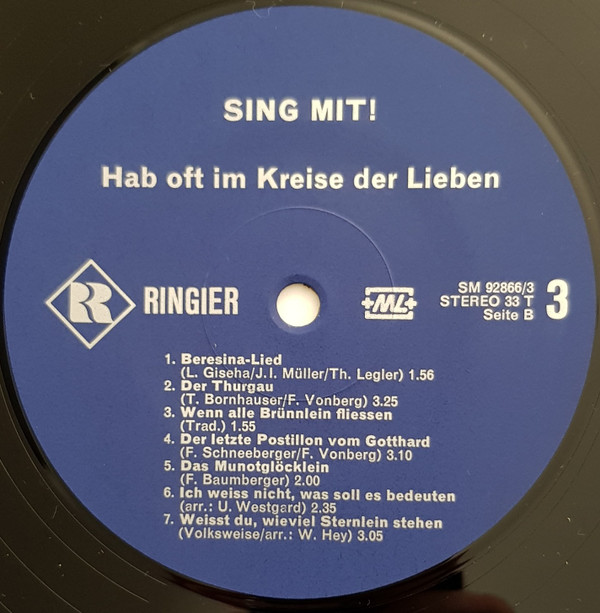 SING MIT!
Hab oft im Kreise der Lieben
RINGIER
ML
SM 92866/3
STEREO 33 T
Seite B
3
1. Beresina-Lied
(L. Giseha/J. I. Müller/Th. Legler) 1.56
2. Der Thurgau
(T. Bornhauser/F. Vonberg) 3.25
3. Wenn alle Brünnlein fliessen
(Trad.) 1.55
4. Der letzte Postillon vom Gotthard
(F. Schneeberger/F. Vonberg) 3.10
5. Das Munotglöcklein
(F. Baumberger) 2.00
6. Ich weiss nicht, was soll es bedeuten
(arr.: U. Westgard) 2.35
7. Weisst du, wieviel Sternlein stehen
(Volksweise/arr.: W. Hey) 3.05